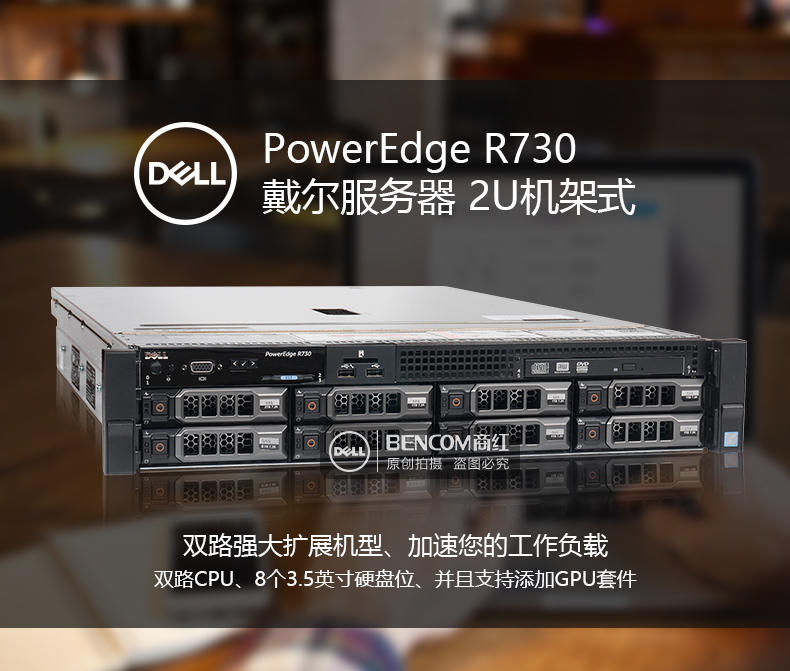 DELL
PowerEdge R730
戴尔服务器 2U机架式
DELL
PowerEdge R730
DVD
DELL
BENCOM商红
原创拍摄 盗图必究
双路强大扩展机型、加速您的工作负载
双路CPU、8个3.5英寸硬盘位、并且支持添加GPU套件